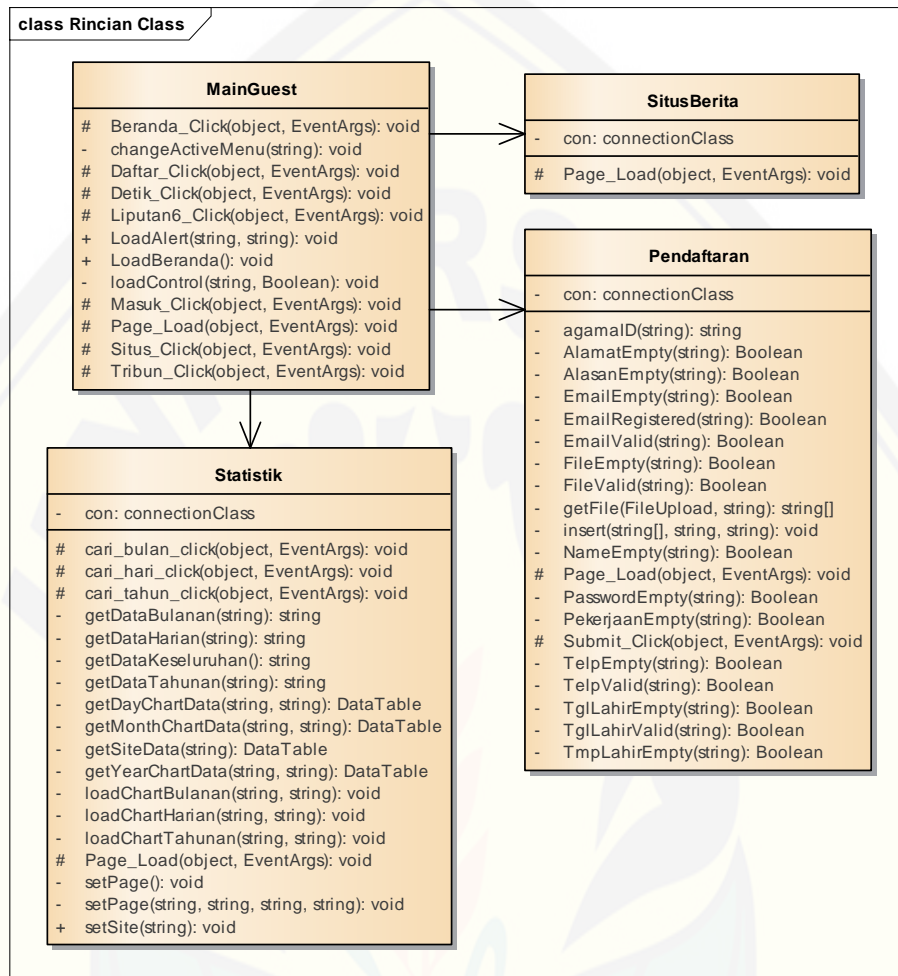 class Rincian Class
MainGuest
# Beranda_Click(object, EventArgs): void
- changeActiveMenu(string): void
# Daftar_Click(object, EventArgs): void
# Detik_Click(object, EventArgs): void
# Liputan6_Click(object, EventArgs): void
+ LoadAlert(string, string): void
+ LoadBeranda(): void
- loadControl(string, Boolean): void
# Masuk_Click(object, EventArgs): void
# Page_Load(object, EventArgs): void
# Situs_Click(object, EventArgs): void
# Tribun_Click(object, EventArgs): void
SitusBerita
- con: connectionClass
# Page_Load(object, EventArgs): void
Pendaftaran
- con: connectionClass
- agamaID(string): string
- AlamatEmpty(string): Boolean
- AlasanEmpty(string): Boolean
- EmailEmpty(string): Boolean
- EmailRegistered(string): Boolean
- EmailValid(string): Boolean
- FileEmpty(string): Boolean
- FileValid(string): Boolean
- getFile(FileUpload, string): string[]
- insert(string[], string, string): void
- NameEmpty(string): Boolean
# Page_Load(object, EventArgs): void
- PasswordEmpty(string): Boolean
- PekerjaanEmpty(string): Boolean
# Submit_Click(object, EventArgs): void
- TelpEmpty(string): Boolean
- TelpValid(string): Boolean
- TglLahirEmpty(string): Boolean
- TglLahirValid(string): Boolean
- TmpLahirEmpty(string): Boolean
Statistik
- con: connectionClass
# cari_bulan_click(object, EventArgs): void
# cari_hari_click(object, EventArgs): void
# cari_tahun_click(object, EventArgs): void
- getDataBulanan(string): string
- getDataHarian(string): string
- getDataKeseluruhan(): string
- getDataTahunan(string): string
- getDayChartData(string, string): DataTable
- getMonthChartData(string, string): DataTable
- getSiteData(string): DataTable
- getYearChartData(string, string): DataTable
- loadChartBulanan(string, string): void
- loadChartHarian(string, string): void
- loadChartTahunan(string, string): void
# Page_Load(object, EventArgs): void
- setPage(): void
- setPage(string, string, string, string): void
+ setSite(string): void